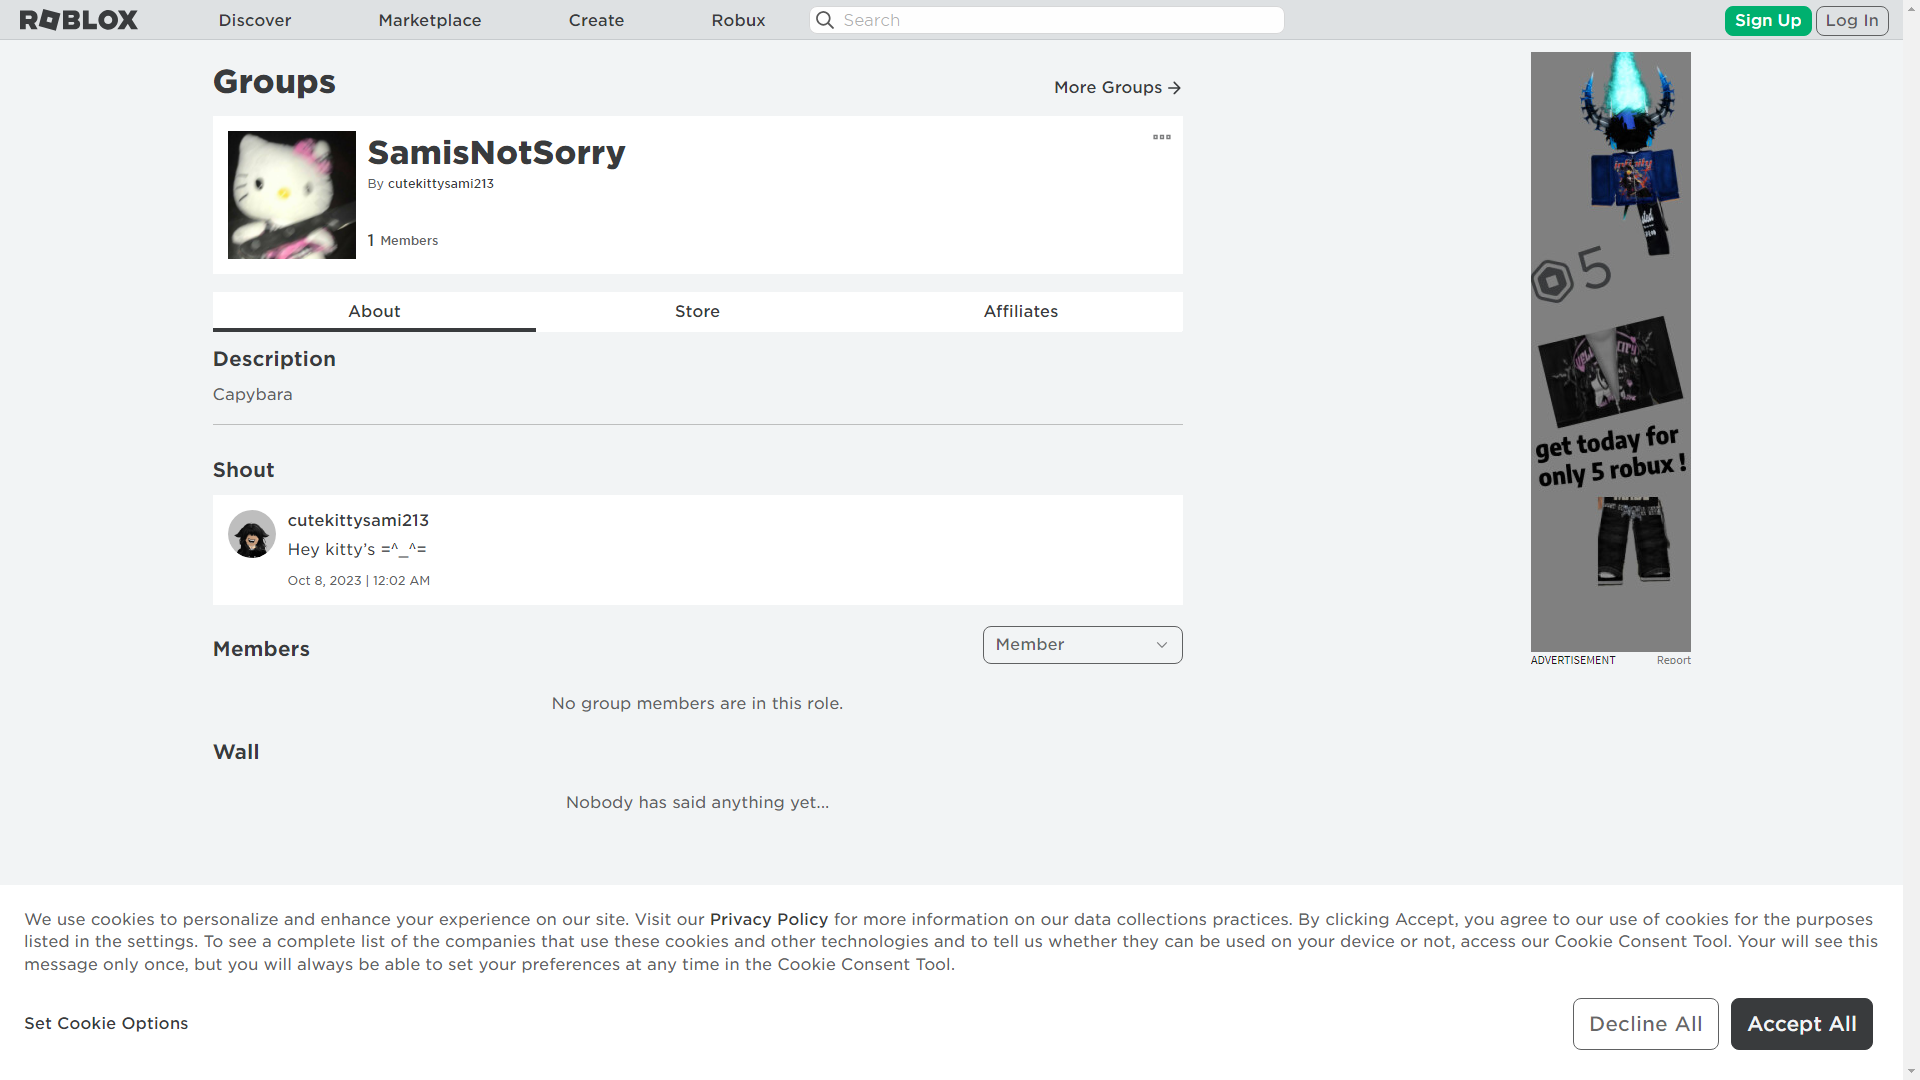 ROBLOX
Discover
Marketplace
Create
Robux
Search
Sign Up
Log In
Groups
More Groups
SamisNotSorry
By cutekittysami213
1 Members
About
Store
Affiliates
Description
Capybara
Shout
cutekittysami213
Hey kitty’s =^_^=
Oct 8, 2023 | 12:02 AM
Members
Member
No group members are in this role.
Wall
Nobody has said anything yet...
5
get today for
only 5 robux !
ADVERTISEMENT
Report
We use cookies to personalize and enhance your experience on our site. Visit our Privacy Policy for more information on our data collections practices. By clicking Accept, you agree to our use of cookies for the purposes
listed in the settings. To see a complete list of the companies that use these cookies and other technologies and to tell us whether they can be used on your device or not, access our Cookie Consent Tool. Your will see this
message only once, but you will always be able to set your preferences at any time in the Cookie Consent Tool.
Set Cookie Options
Decline All
Accept All